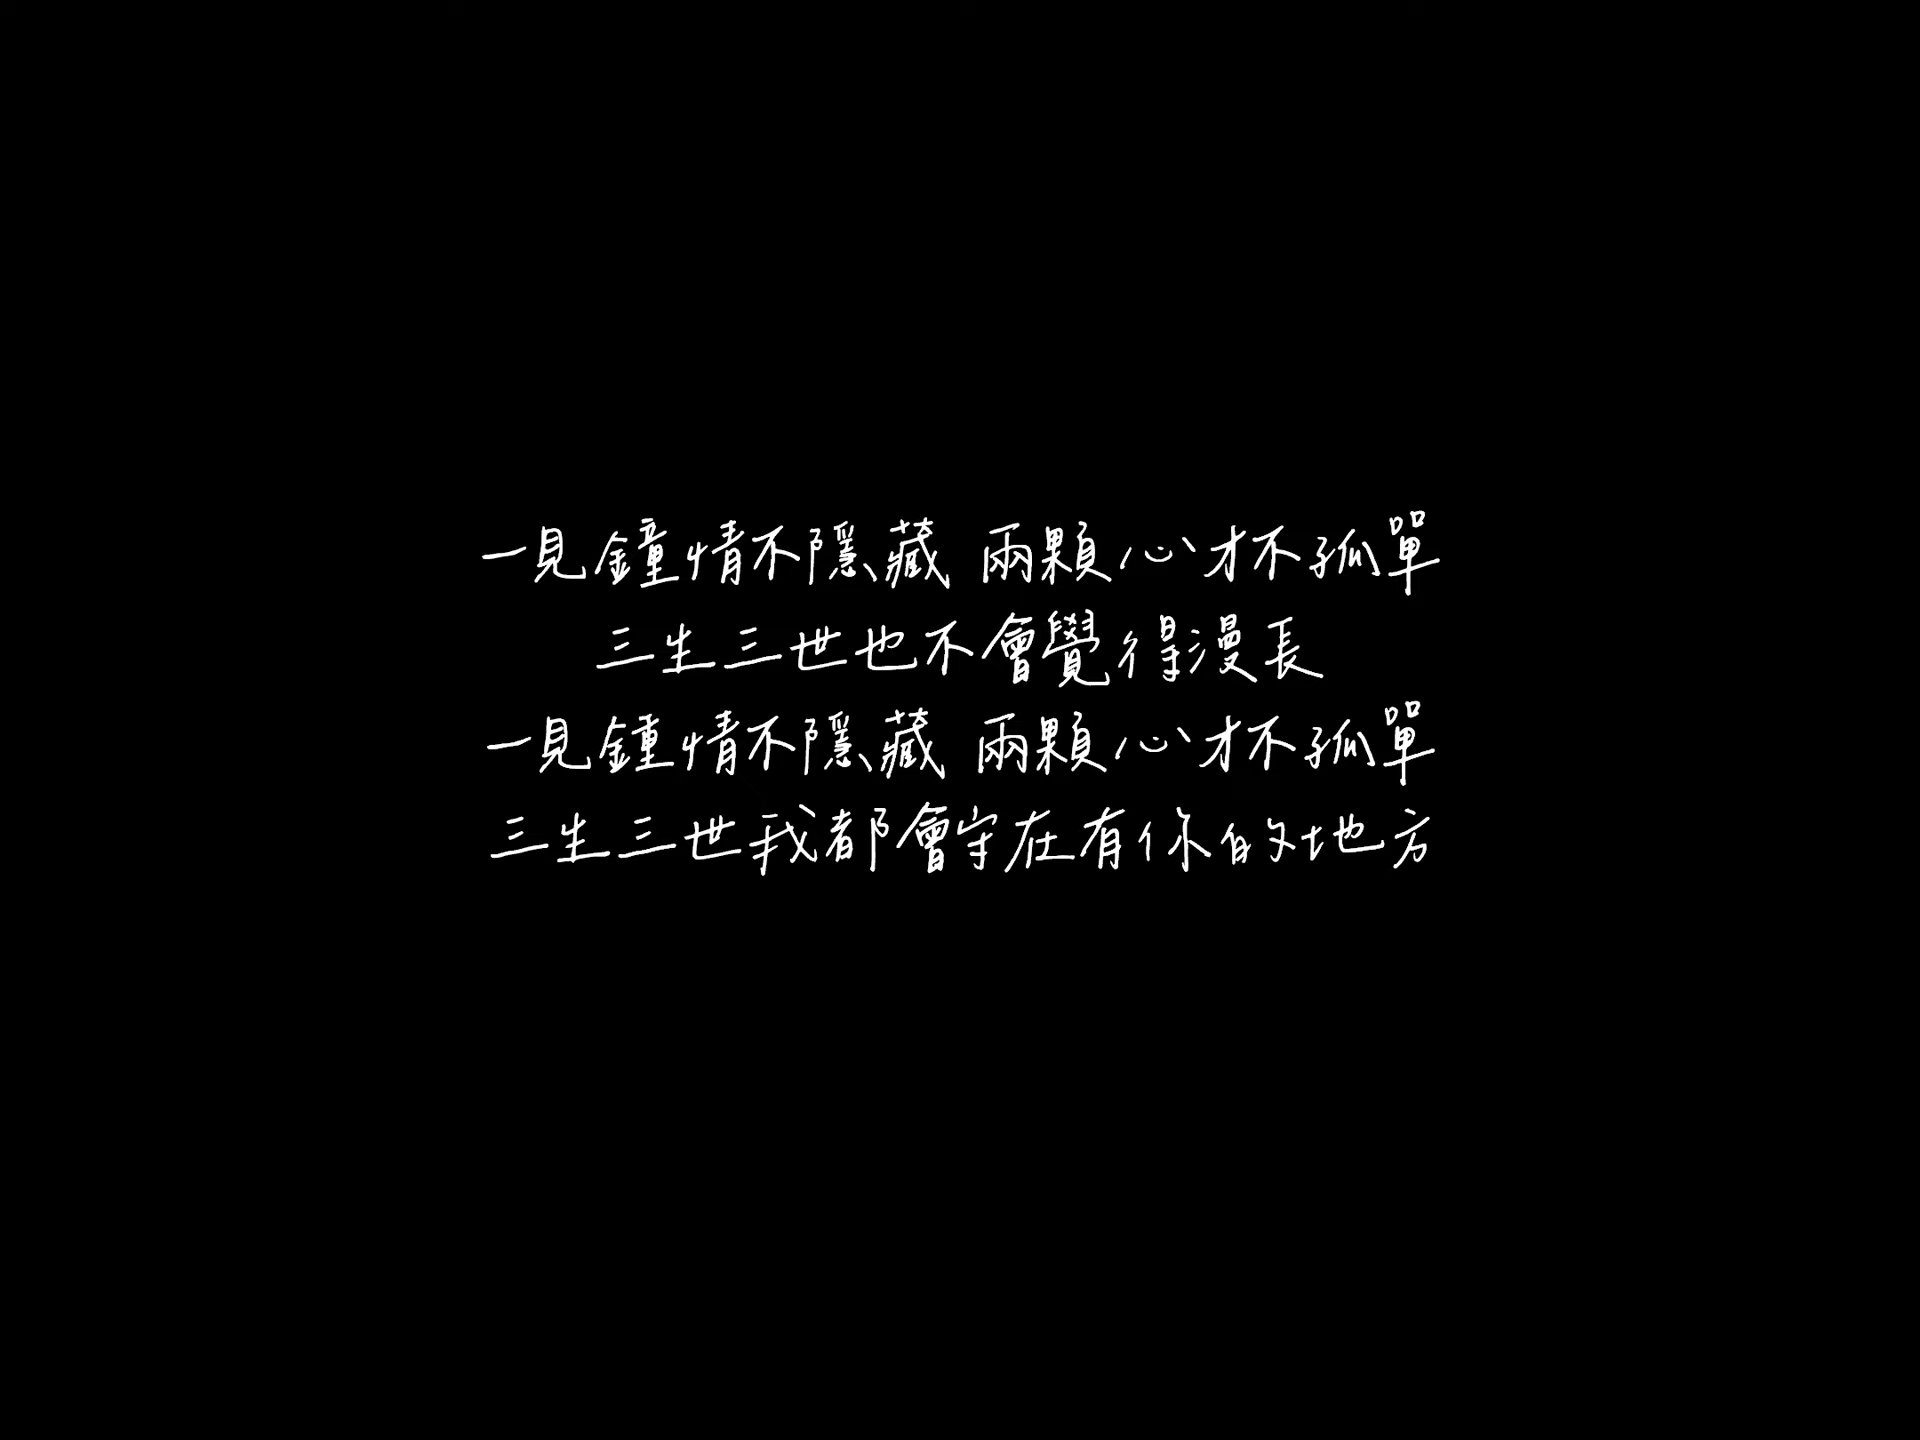 一見鐘情不隱藏 兩顆心才不孤單
三生三世也不會覺得漫長
一見鍾情不隱藏 兩顆心才不孤單
三生三世我都會守在有你的地方